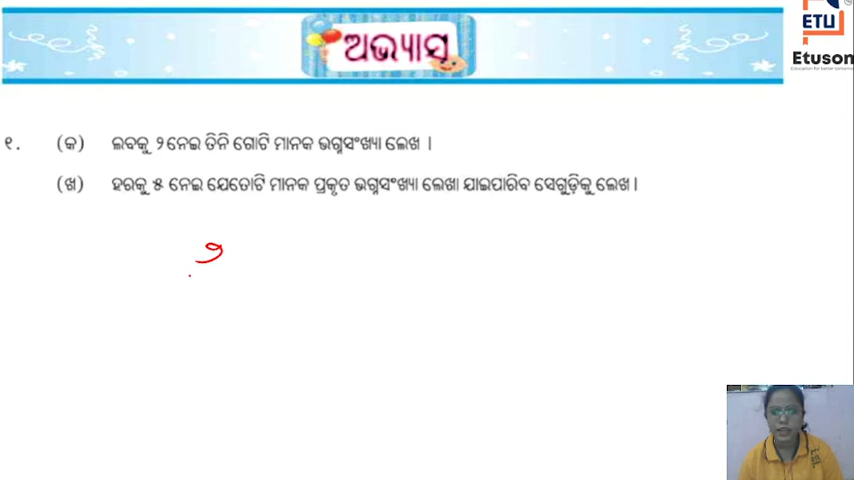 ETU
Etuson
ଅଭ୍ୟାସ
୧. (କ) ଲବକୁ ୨ ନେଇ ତିନି ଗୋଟି ମାନକ ଭଗ୍ନସଂଖ୍ୟା ଲେଖ ।
(ଖ) ହରକୁ ୫ ନେଇ ଯେତୋଟି ମାନକ ପ୍ରକୃତ ଭଗ୍ନସଂଖ୍ୟା ଲେଖା ଯାଇପାରିବ ସେଗୁଡ଼ିକୁ ଲେଖ ।
୨